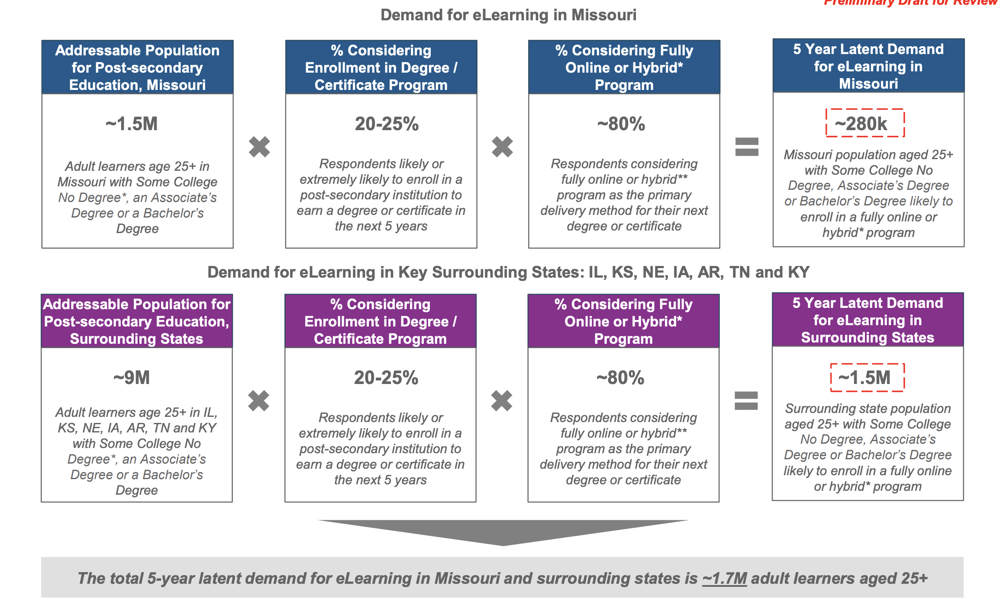 Preliminary Draft for Review
Demand for eLearning in Missouri
Addressable Population
for Post-secondary
Education, Missouri
~1.5M
Adult learners age 25+ in
Missouri with Some College
No Degree*, an Associate’s
Degree or a Bachelor’s
Degree
% Considering
Enrollment in Degree /
Certificate Program
20-25%
Respondents likely or
extremely likely to enroll in a
post-secondary institution to
earn a degree or certificate in
the next 5 years
% Considering Fully
Online or Hybrid*
Program
~80%
Respondents considering
fully online or hybrid**
program as the primary
delivery method for their next
degree or certificate
5 Year Latent Demand
for eLearning in
Missouri
~280k
Missouri population aged 25+
with Some College No
Degree, Associate’s Degree
or Bachelor’s Degree likely to
enroll in a fully online or
hybrid* program
Demand for eLearning in Key Surrounding States: IL, KS, NE, IA, AR, TN and KY
Addressable Population for
Post-secondary Education,
Surrounding States
~9M
Adult learners age 25+ in IL,
KS, NE, IA, AR, TN and KY
with Some College No
Degree*, an Associate’s
Degree or a Bachelor’s
Degree
% Considering
Enrollment in Degree /
Certificate Program
20-25%
Respondents likely or
extremely likely to enroll in a
post-secondary institution to
earn a degree or certificate in
the next 5 years
% Considering Fully
Online or Hybrid*
Program
~80%
Respondents considering
fully online or hybrid**
program as the primary
delivery method for their next
degree or certificate
5 Year Latent Demand
for eLearning in
Surrounding States
~1.5M
Surrounding state population
aged 25+ with Some College
No Degree, Associate’s
Degree or Bachelor’s Degree
likely to enroll in a fully online
or hybrid* program
The total 5-year latent demand for eLearning in Missouri and surrounding states is ~1.7M adult learners aged 25+